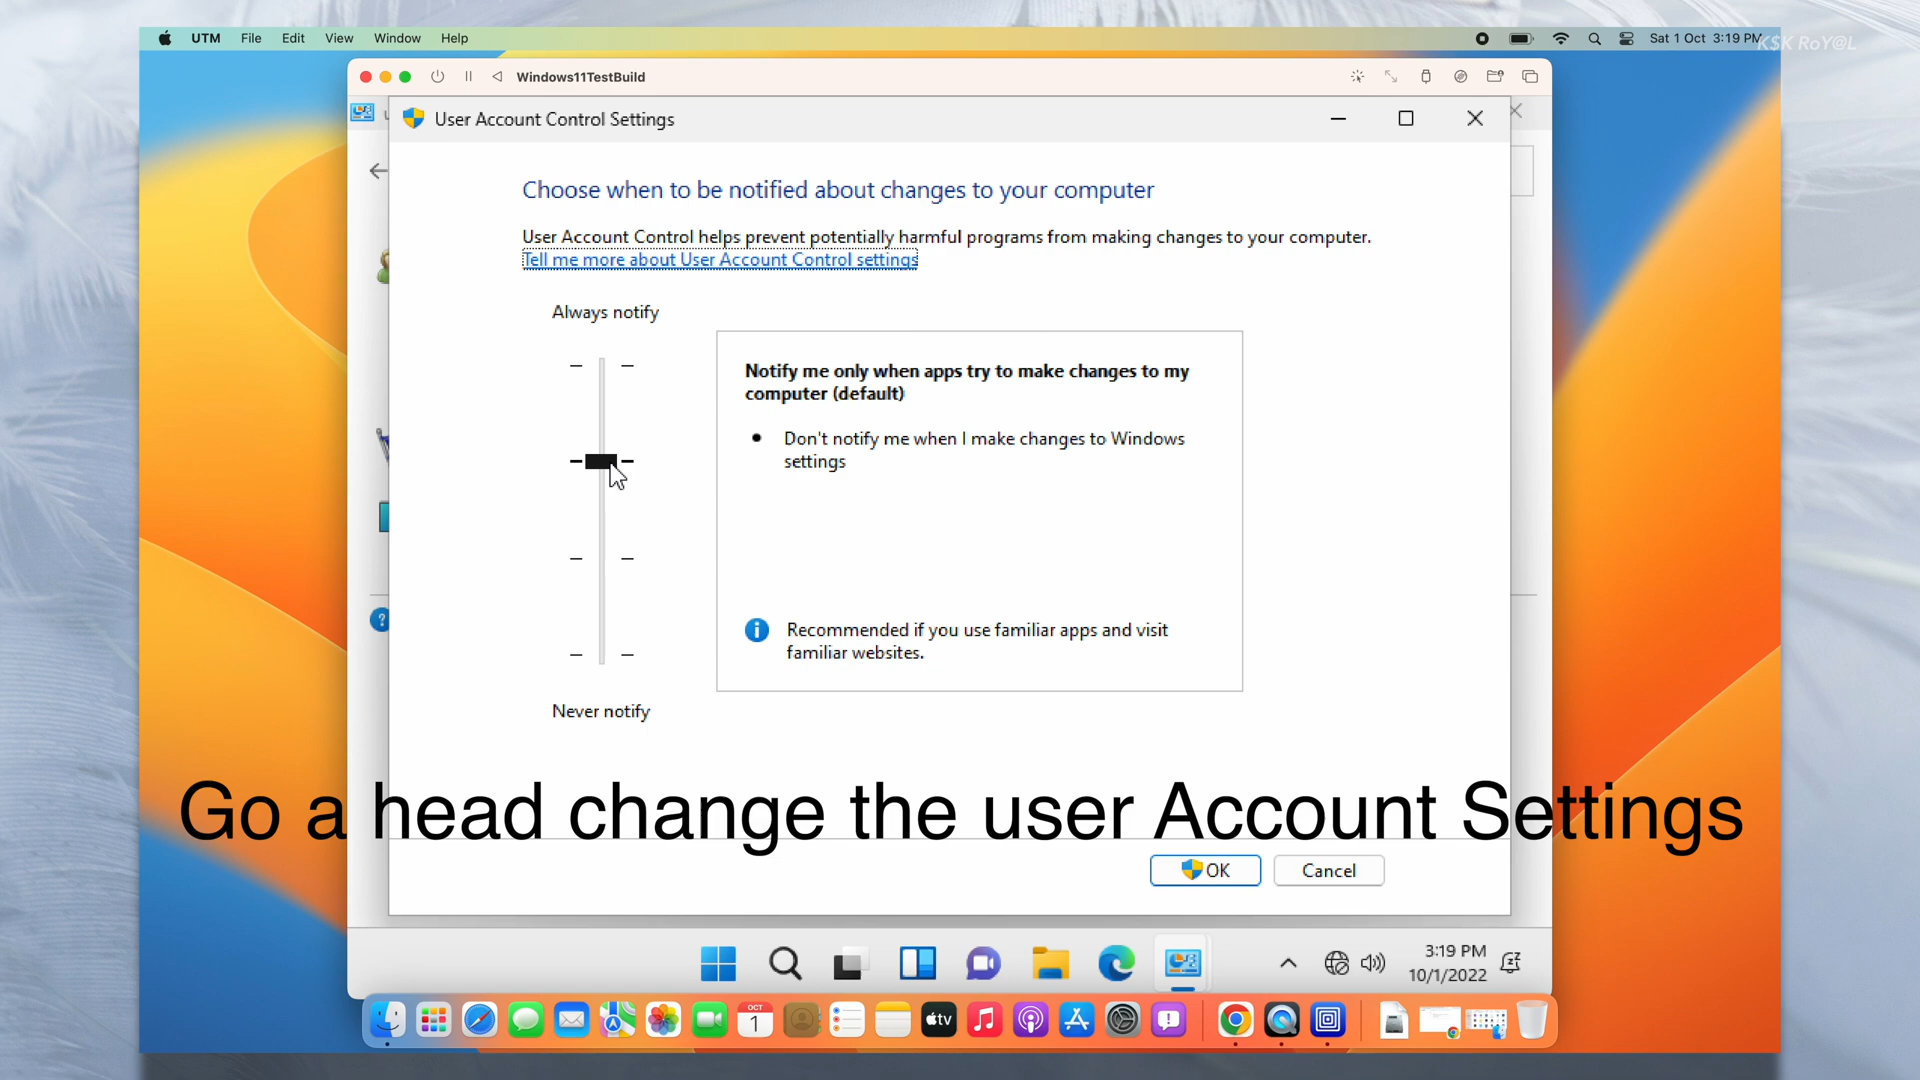 UTM File Edit View Window Help
Sat 1 Oct 3:19 PM
K$K RoY@L
Windows11TestBuild
User Account Control Settings
Choose when to be notified about changes to your computer
User Account Control helps prevent potentially harmful programs from making changes to your computer.
Tell me more about User Account Control settings
Always notify
Notify me only when apps try to make changes to my
computer (default)
• Don't notify me when I make changes to Windows
settings
Recommended if you use familiar apps and visit
familiar websites.
Never notify
Go a head change the user Account Settings
OK Cancel
3:19 PM
10/1/2022
OCT
1
tv